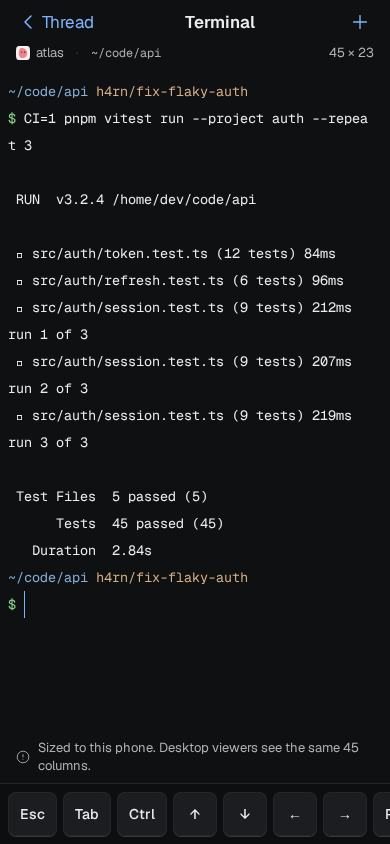 Thread
Terminal
+
atlas · ~/code/api
45 × 23
~/code/api h4rn/fix-flaky-auth
$ CI=1 pnpm vitest run --project auth --repea
t 3
RUN v3.2.4 /home/dev/code/api
src/auth/token.test.ts (12 tests) 84ms
src/auth/refresh.test.ts (6 tests) 96ms
src/auth/session.test.ts (9 tests) 212ms
run 1 of 3
src/auth/session.test.ts (9 tests) 207ms
run 2 of 3
src/auth/session.test.ts (9 tests) 219ms
run 3 of 3
Test Files 5 passed (5)
Tests 45 passed (45)
Duration 2.84s
~/code/api h4rn/fix-flaky-auth
$
Sized to this phone. Desktop viewers see the same 45
columns.
Esc Tab Ctrl ↑ ↓ ← →